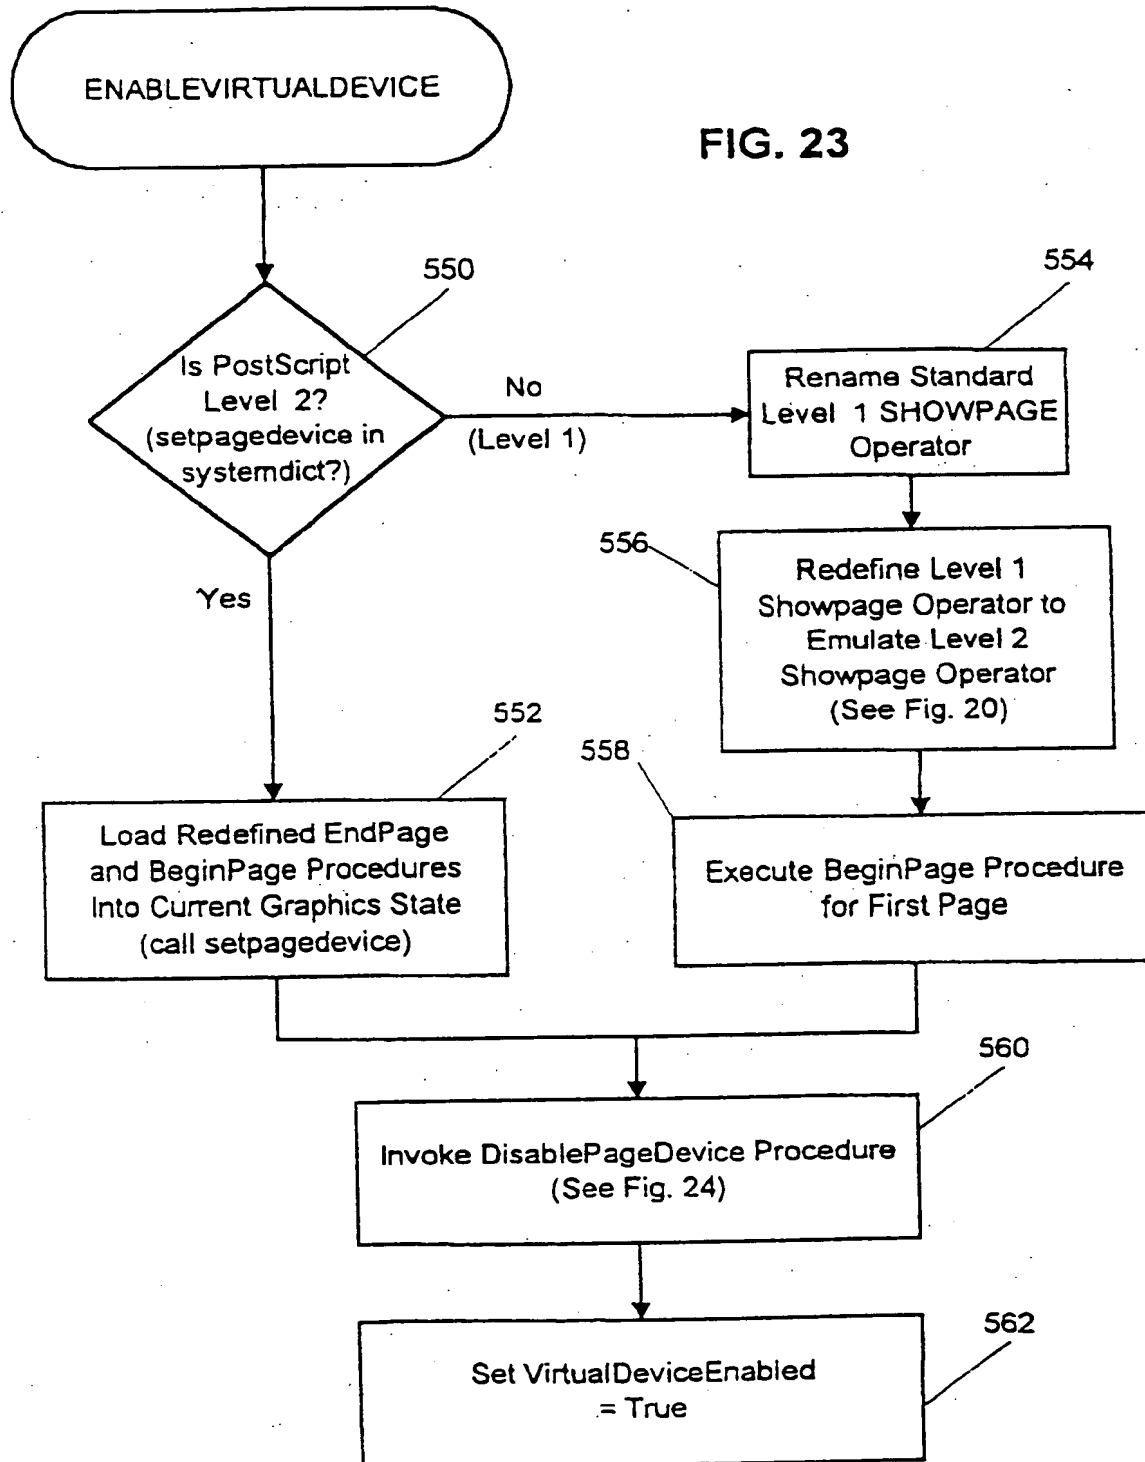 ENABLEVIRTUALDEVICE
FIG. 23
550
Is PostScript
Level 2?
(setpagedevice in
systemdict?)
No
(Level 1)
Yes
554
Rename Standard
Level 1 SHOWPAGE
Operator
556
Redefine Level 1
Showpage Operator to
Emulate Level 2
Showpage Operator
(See Fig. 20)
552
Load Redefined EndPage
and BeginPage Procedures
Into Current Graphics State
(call setpagedevice)
558
Execute BeginPage Procedure
for First Page
560
Invoke DisablePageDevice Procedure
(See Fig. 24)
562
Set VirtualDeviceEnabled
= True